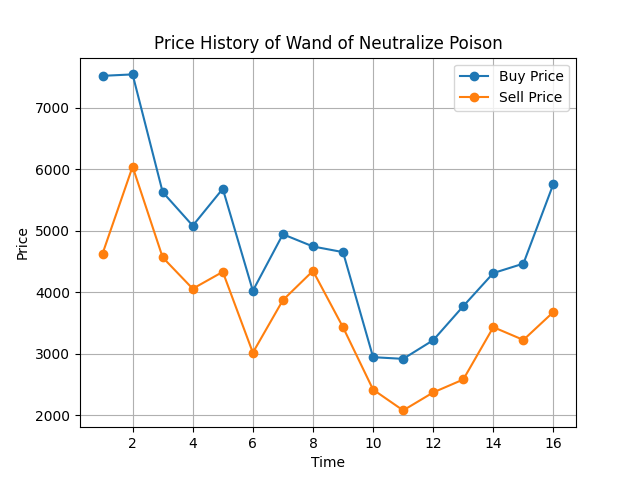 Price History of Wand of Neutralize Poison
Buy Price
Sell Price
7000
6000
5000
4000
3000
2000
Price
2 4 6 8 10 12 14 16
Time